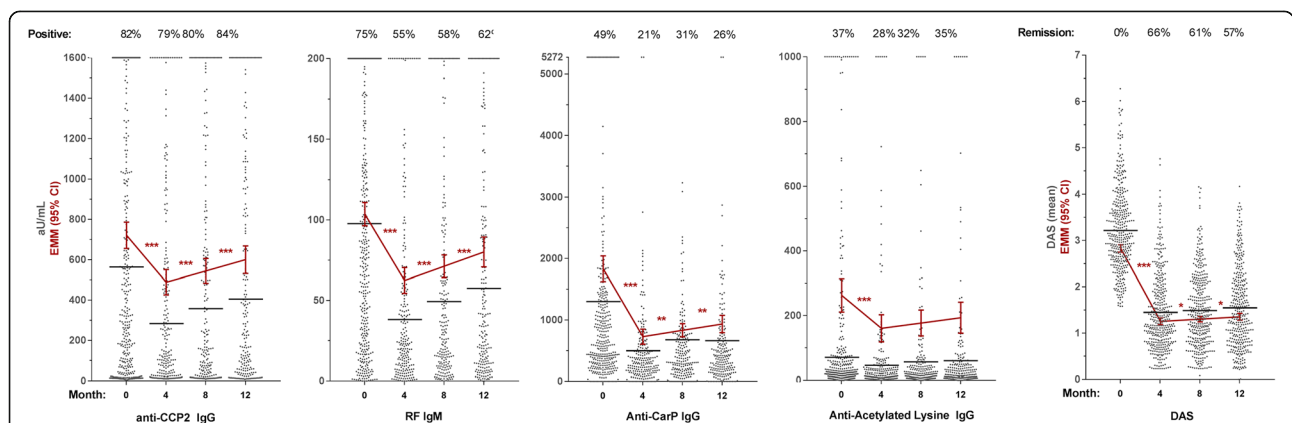 Positive: 82% 79% 80% 84% 75% 55% 58% 62% 49% 21% 31% 26% 37% 28% 32% 35% Remission: 0% 66% 61% 57%
1600 1400 1200 1000 800 600 400 200 0
aU/mL
EMM (95% CI)
*** *** ***
0 4 8 12
Month:
anti-CCP2 IgG
200 150 100 50 0
*** *** ***
0 4 8 12
RF IgM
5272 5000 4000 3000 2000 1000 0
*** ** **
0 4 8 12
Anti-CarP IgG
1000 800 600 400 200 0
***
0 4 8 12
Anti-Acetylated Lysine IgG
7 6 5 4 3 2 1 0
DAS (mean)
EMM (95% CI)
*** * *
Month: 0 4 8 12
DAS